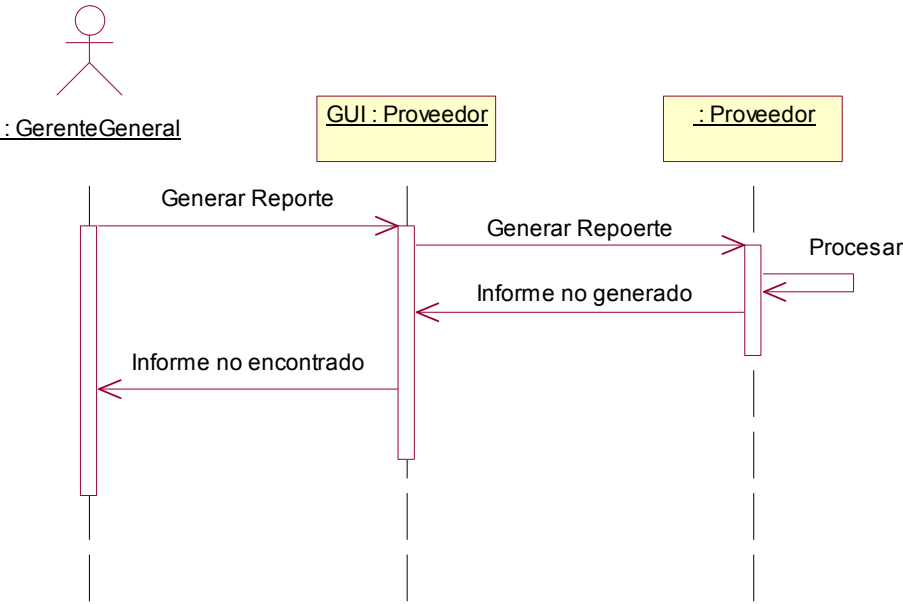 : GerenteGeneral
GUI : Proveedor
: Proveedor
Generar Reporte
Generar Repoerte
Procesar
Informe no generado
Informe no encontrado